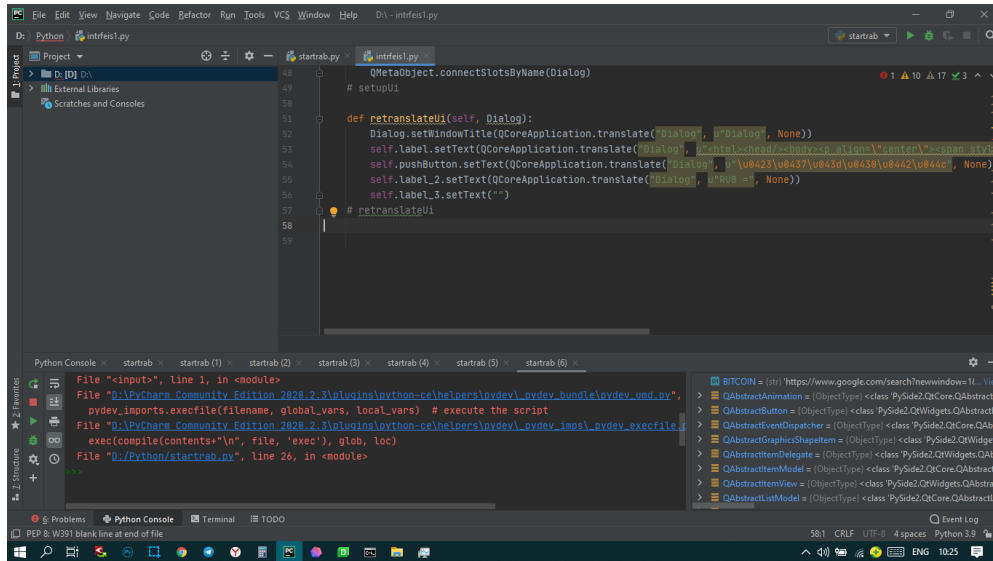 File Edit View Navigate Code Refactor Run Tools VCS Window Help D:\ - intrfeis1.py
D: Python intrfeis1.py startrab
1: Project
Project
startrab.py intrfeis1.py
D: [D] D:\
External Libraries
Scratches and Consoles
1 10 17 3
48 QMetaObject.connectSlotsByName(Dialog)
49 # setupUi
50
51 def retranslateUi(self, Dialog):
52 Dialog.setWindowTitle(QCoreApplication.translate("Dialog", u"Dialog", None))
53 self.label.setText(QCoreApplication.translate("Dialog", u"<html><head/><body><p align=\"center\"><span styl
54 self.pushButton.setText(QCoreApplication.translate("Dialog", u"\u0423\u0437\u043d\u0430\u0442\u044c", None)
55 self.label_2.setText(QCoreApplication.translate("Dialog", u"RUB =", None))
56 self.label_3.setText("")
57 # retranslateUi
58
59
Python Console startrab startrab (1) startrab (2) startrab (3) startrab (4) startrab (5) startrab (6)
2: Favorites
2: Structure
File "<input>", line 1, in <module>
File "D:\PyCharm Community Edition 2020.2.3\plugins\python-ce\helpers\pydev\_pydev_bundle\pydev_umd.py",
pydev_imports.execfile(filename, global_vars, local_vars) # execute the script
File "D:\PyCharm Community Edition 2020.2.3\plugins\python-ce\helpers\pydev\_pydev_imps\_pydev_execfile.p
exec(compile(contents+"\n", file, 'exec'), glob, loc)
File "D:/Python/startrab.py", line 26, in <module>
>>>
BITCOIN = {str} 'https://www.google.com/search?newwindow=1&... Vi
QAbstractAnimation = {ObjectType} <class 'PySide2.QtCore.QAbstract
QAbstractButton = {ObjectType} <class 'PySide2.QtWidgets.QAbstractI
QAbstractEventDispatcher = {ObjectType} <class 'PySide2.QtCore.QAb
QAbstractGraphicsShapeItem = {ObjectType} <class 'PySide2.QtWidge
QAbstractItemDelegate = {ObjectType} <class 'PySide2.QtWidgets.QAb
QAbstractItemModel = {ObjectType} <class 'PySide2.QtCore.QAbstract
QAbstractItemView = {ObjectType} <class 'PySide2.QtWidgets.QAbstra
QAbstractListModel = {ObjectType} <class 'PySide2.QtCore.QAbstractL
6: Problems Python Console Terminal TODO Event Log
PEP 8: W391 blank line at end of file 58:1 CRLF UTF-8 4 spaces Python 3.9
ENG 10:25